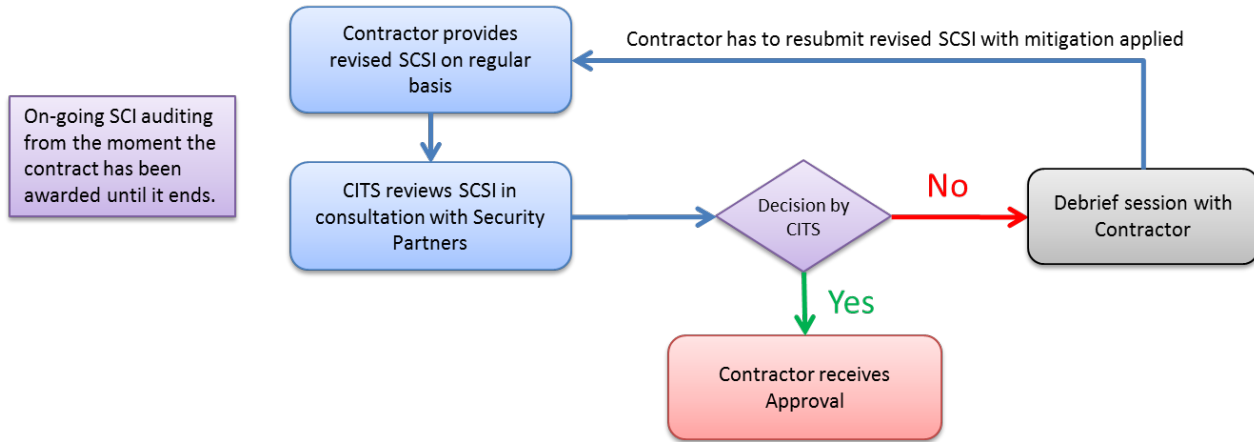 Contractor provides
revised SCSI on regular
basis
Contractor has to resubmit revised SCSI with mitigation applied
On-going SCI auditing
from the moment the
contract has been
awarded until it ends.
CITS reviews SCSI in
consultation with Security
Partners
Decision by
CITS
No
Debrief session with
Contractor
Yes
Contractor receives
Approval